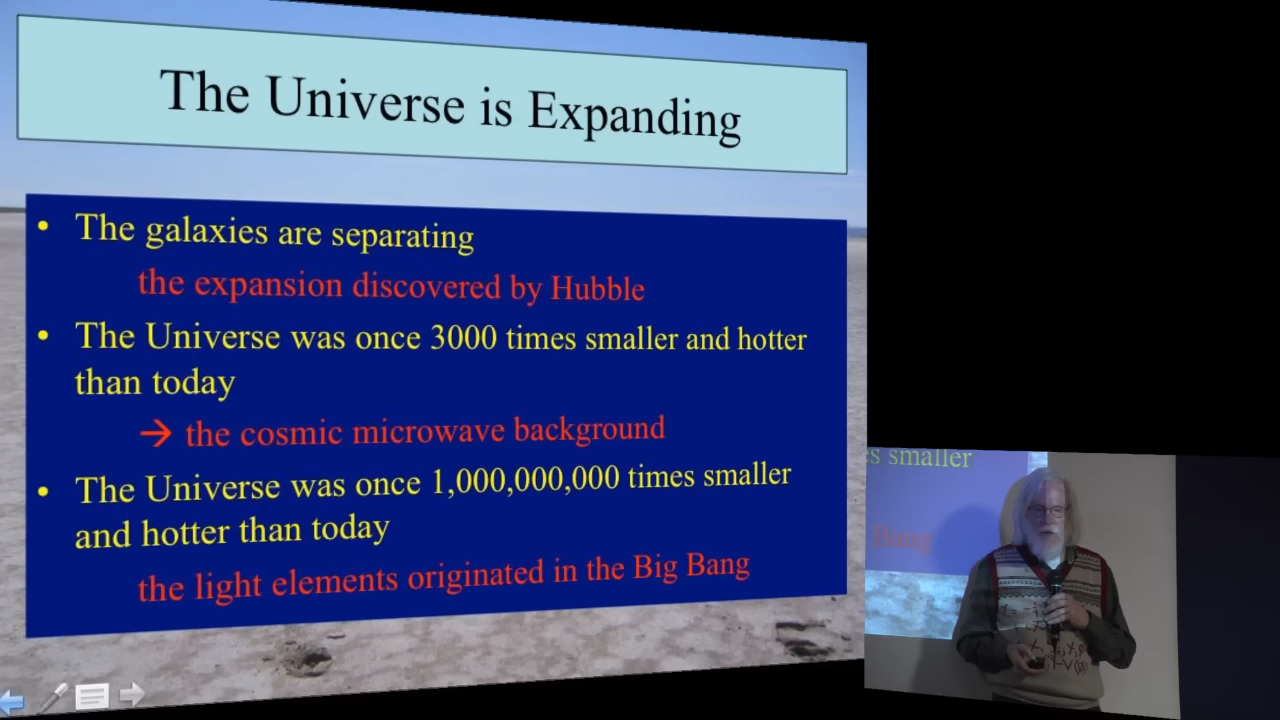 The Universe is Expanding
• The galaxies are separating
the expansion discovered by Hubble
• The Universe was once 3000 times smaller and hotter
than today
→ the cosmic microwave background
• The Universe was once 1,000,000,000 times smaller
and hotter than today
the light elements originated in the Big Bang
es smaller
Bang